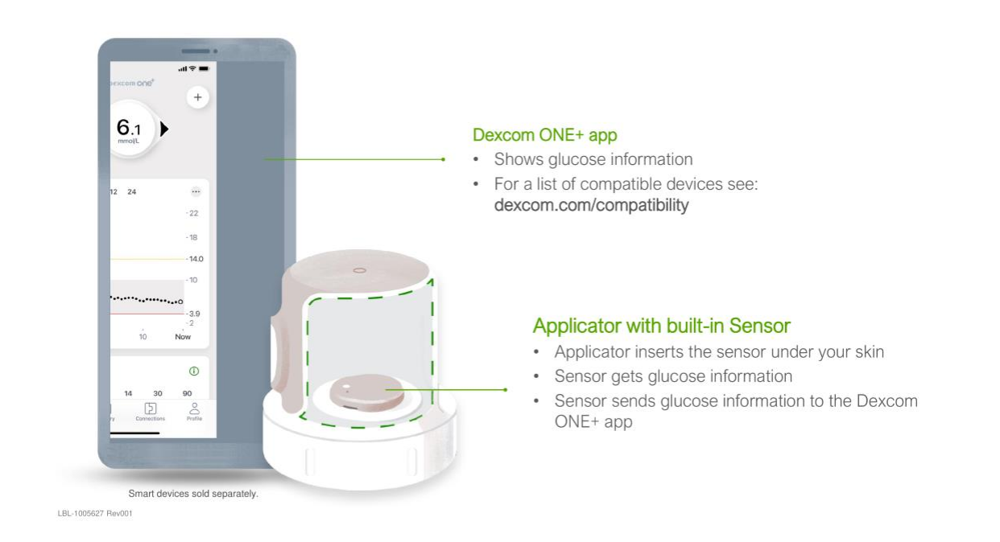 DEXCOM one+
+
6.1
mmol/L
12 24
...
22
18
14.0
10
3.9
2
10 Now
14 30 90
Connections
Profile
Dexcom ONE+ app
• Shows glucose information
• For a list of compatible devices see:
dexcom.com/compatibility
Applicator with built-in Sensor
• Applicator inserts the sensor under your skin
• Sensor gets glucose information
• Sensor sends glucose information to the Dexcom
ONE+ app
Smart devices sold separately.
LBL-1005627 Rev001